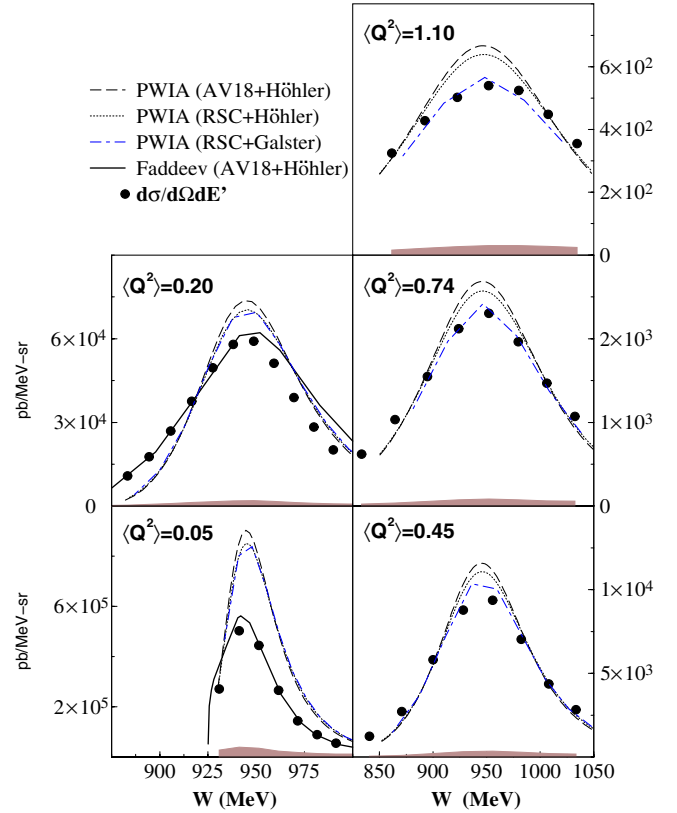 ⟨Q²⟩=1.10
PWIA (AV18+Höhler)
PWIA (RSC+Höhler)
PWIA (RSC+Galster)
Faddeev (AV18+Höhler)
dσ/dΩdE'
6×10²
4×10²
2×10²
0
⟨Q²⟩=0.20
⟨Q²⟩=0.74
pb/MeV−sr
6×10⁴
3×10⁴
0
2×10³
1×10³
0
⟨Q²⟩=0.05
⟨Q²⟩=0.45
pb/MeV−sr
6×10⁵
2×10⁵
1×10⁴
5×10³
900 925 950 975 850 900 950 1000 1050
W (MeV) W (MeV)